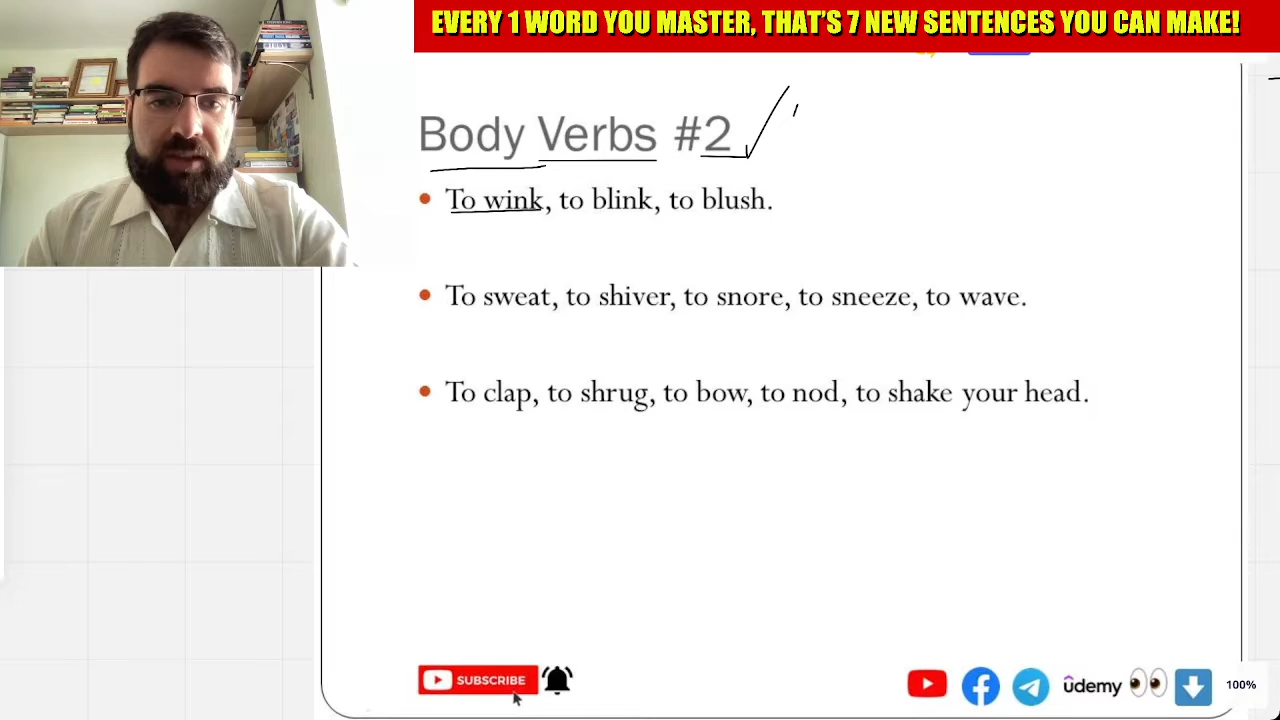 EVERY 1 WORD YOU MASTER, THAT'S 7 NEW SENTENCES YOU CAN MAKE!
Body Verbs #2
• To wink, to blink, to blush.
• To sweat, to shiver, to snore, to sneeze, to wave.
• To clap, to shrug, to bow, to nod, to shake your head.
SUBSCRIBE
ûdemy
100%